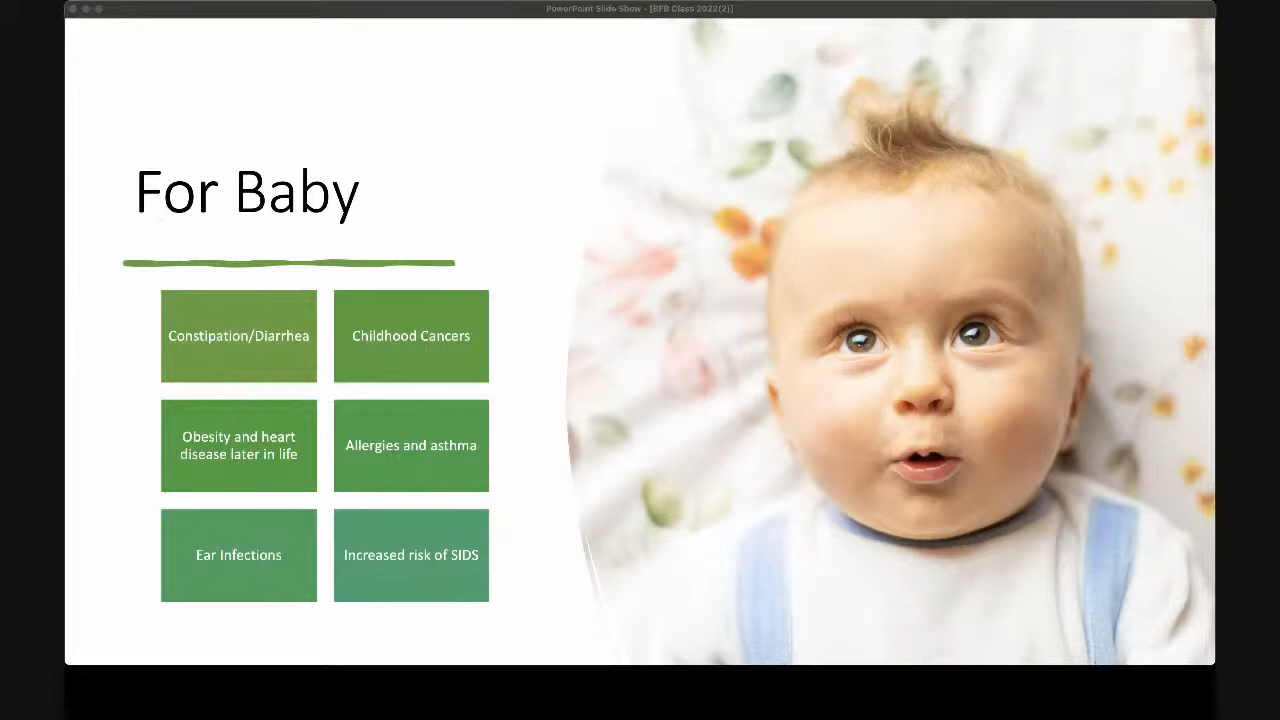 PowerPoint Slide Show - [BFB Class 2022(2)]
For Baby
Constipation/Diarrhea
Childhood Cancers
Obesity and heart
disease later in life
Allergies and asthma
Ear Infections
Increased risk of SIDS